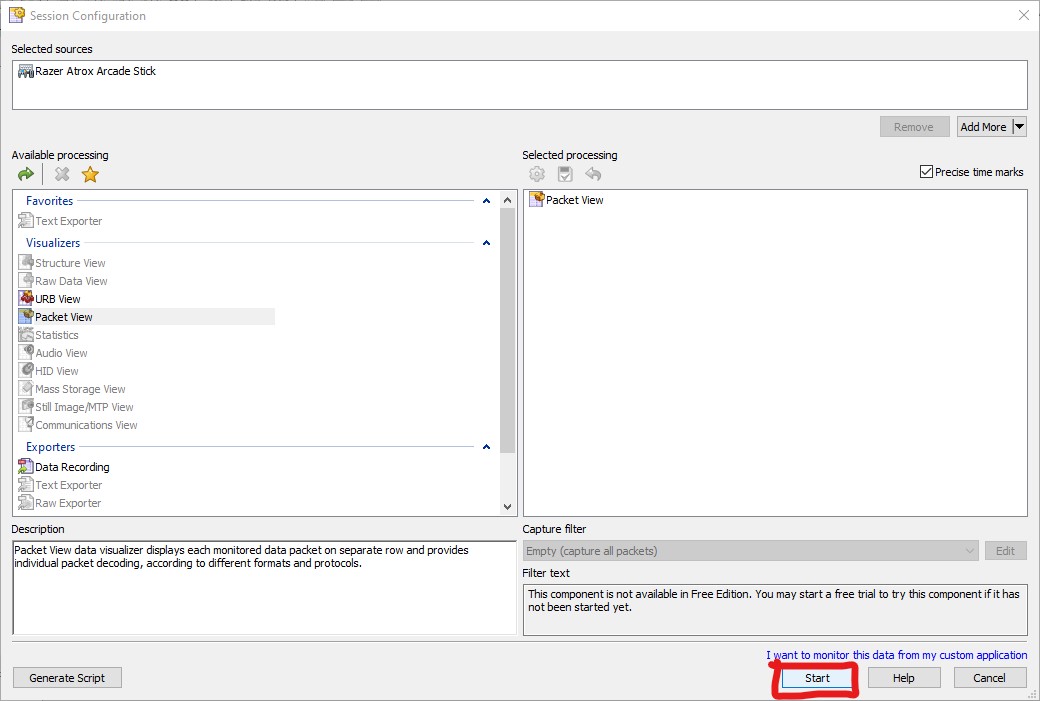 Session Configuration
Selected sources
Razer Atrox Arcade Stick
Remove
Add More
Available processing
Selected processing
Precise time marks
Favorites
Text Exporter
Visualizers
Structure View
Raw Data View
URB View
Packet View
Statistics
Audio View
HID View
Mass Storage View
Still Image/MTP View
Communications View
Exporters
Data Recording
Text Exporter
Raw Exporter
Packet View
Description
Packet View data visualizer displays each monitored data packet on separate row and provides
individual packet decoding, according to different formats and protocols.
Capture filter
Empty (capture all packets)
Edit
Filter text
This component is not available in Free Edition. You may start a free trial to try this component if it has
not been started yet.
I want to monitor this data from my custom application
Generate Script
Start
Help
Cancel